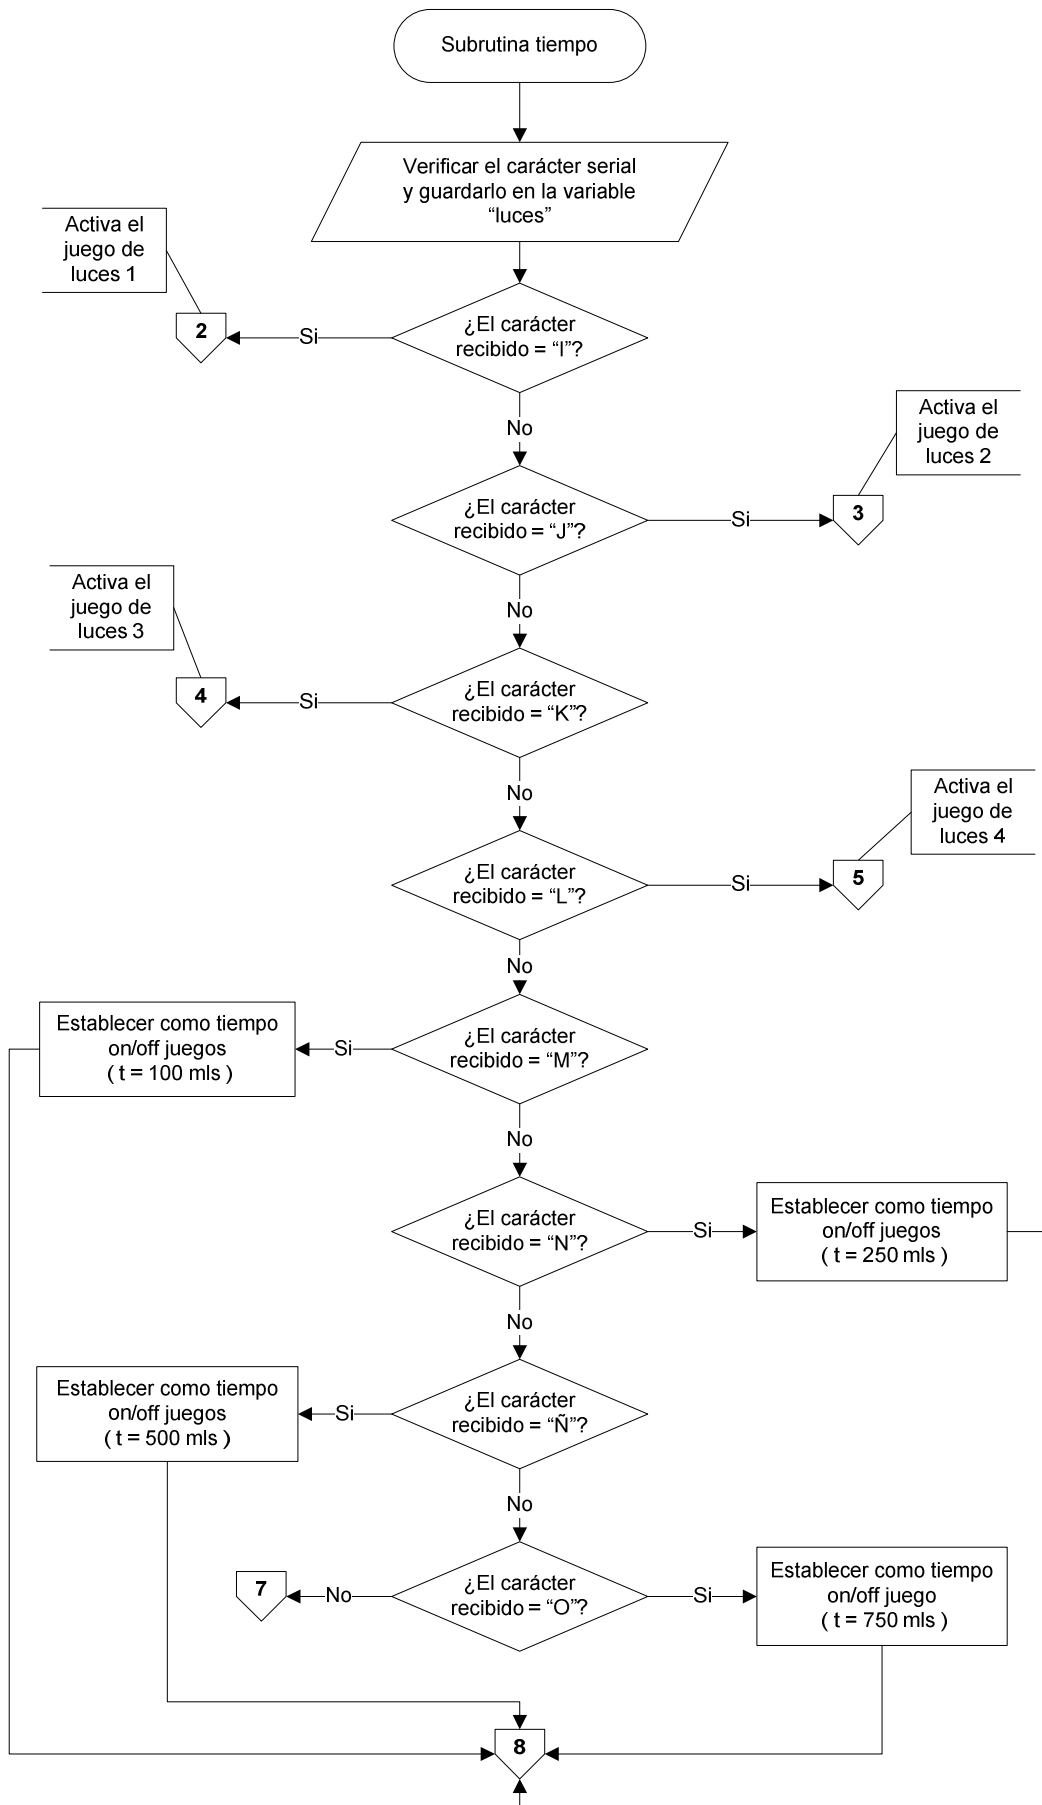 Subrutina tiempo
Verificar el carácter serial
y guardarlo en la variable
“luces”
Activa el
juego de
luces 1
2
Si
¿El carácter
recibido = “I”?
No
Activa el
juego de
luces 2
¿El carácter
recibido = “J”?
Si
3
No
Activa el
juego de
luces 3
4
Si
¿El carácter
recibido = “K”?
No
Activa el
juego de
luces 4
¿El carácter
recibido = “L”?
Si
5
No
Establecer como tiempo
on/off juegos
( t = 100 mls )
Si
¿El carácter
recibido = “M”?
No
¿El carácter
recibido = “N”?
Si
Establecer como tiempo
on/off juegos
( t = 250 mls )
No
Establecer como tiempo
on/off juegos
( t = 500 mls )
Si
¿El carácter
recibido = “Ñ”?
No
7
No
¿El carácter
recibido = “O”?
Si
Establecer como tiempo
on/off juego
( t = 750 mls )
8